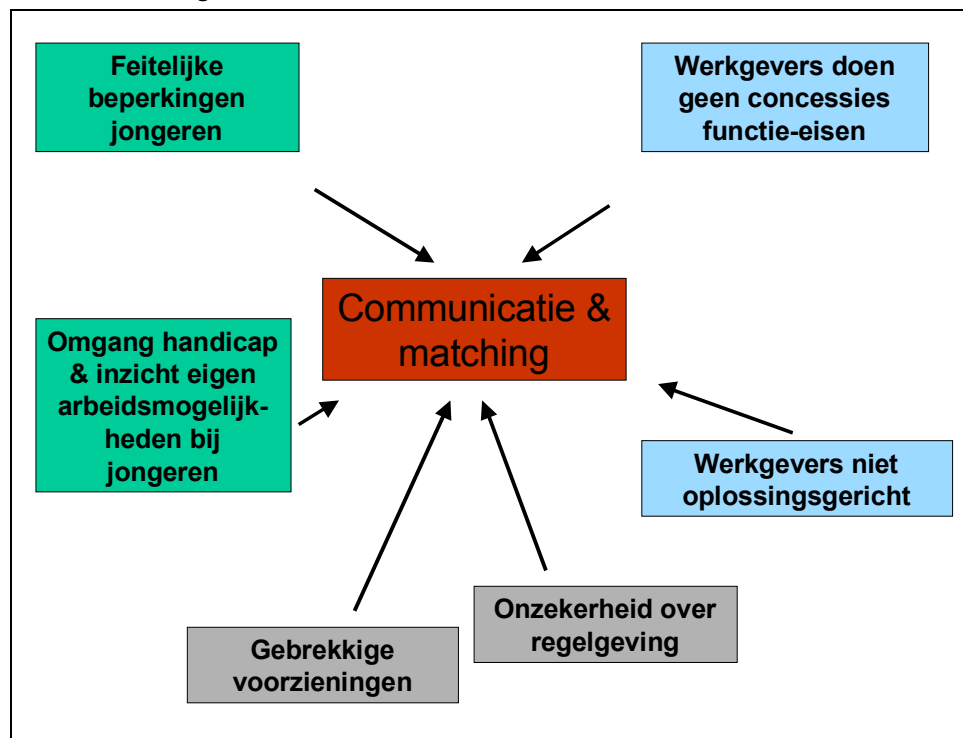 Feitelijke
beperkingen
jongeren
Werkgevers doen
geen concessies
functie-eisen
Communicatie &
matching
Omgang handicap
& inzicht eigen
arbeidsmogelijk-
heden bij
jongeren
Werkgevers niet
oplossingsgericht
Onzekerheid over
regelgeving
Gebrekkige
voorzieningen